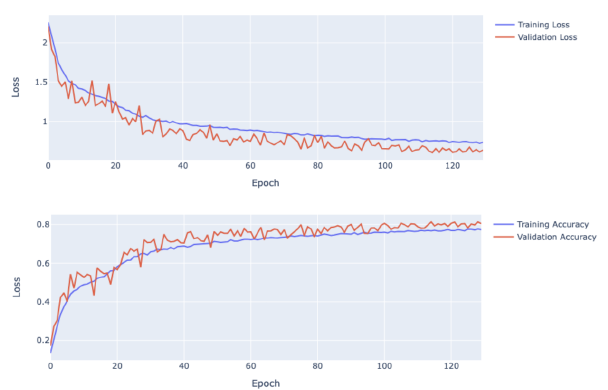 Training Loss
Validation Loss
2
1.5
1
Loss
0 20 40 60 80 100 120
Epoch
Training Accuracy
Validation Accuracy
0.8
0.6
0.4
0.2
Loss
0 20 40 60 80 100 120
Epoch